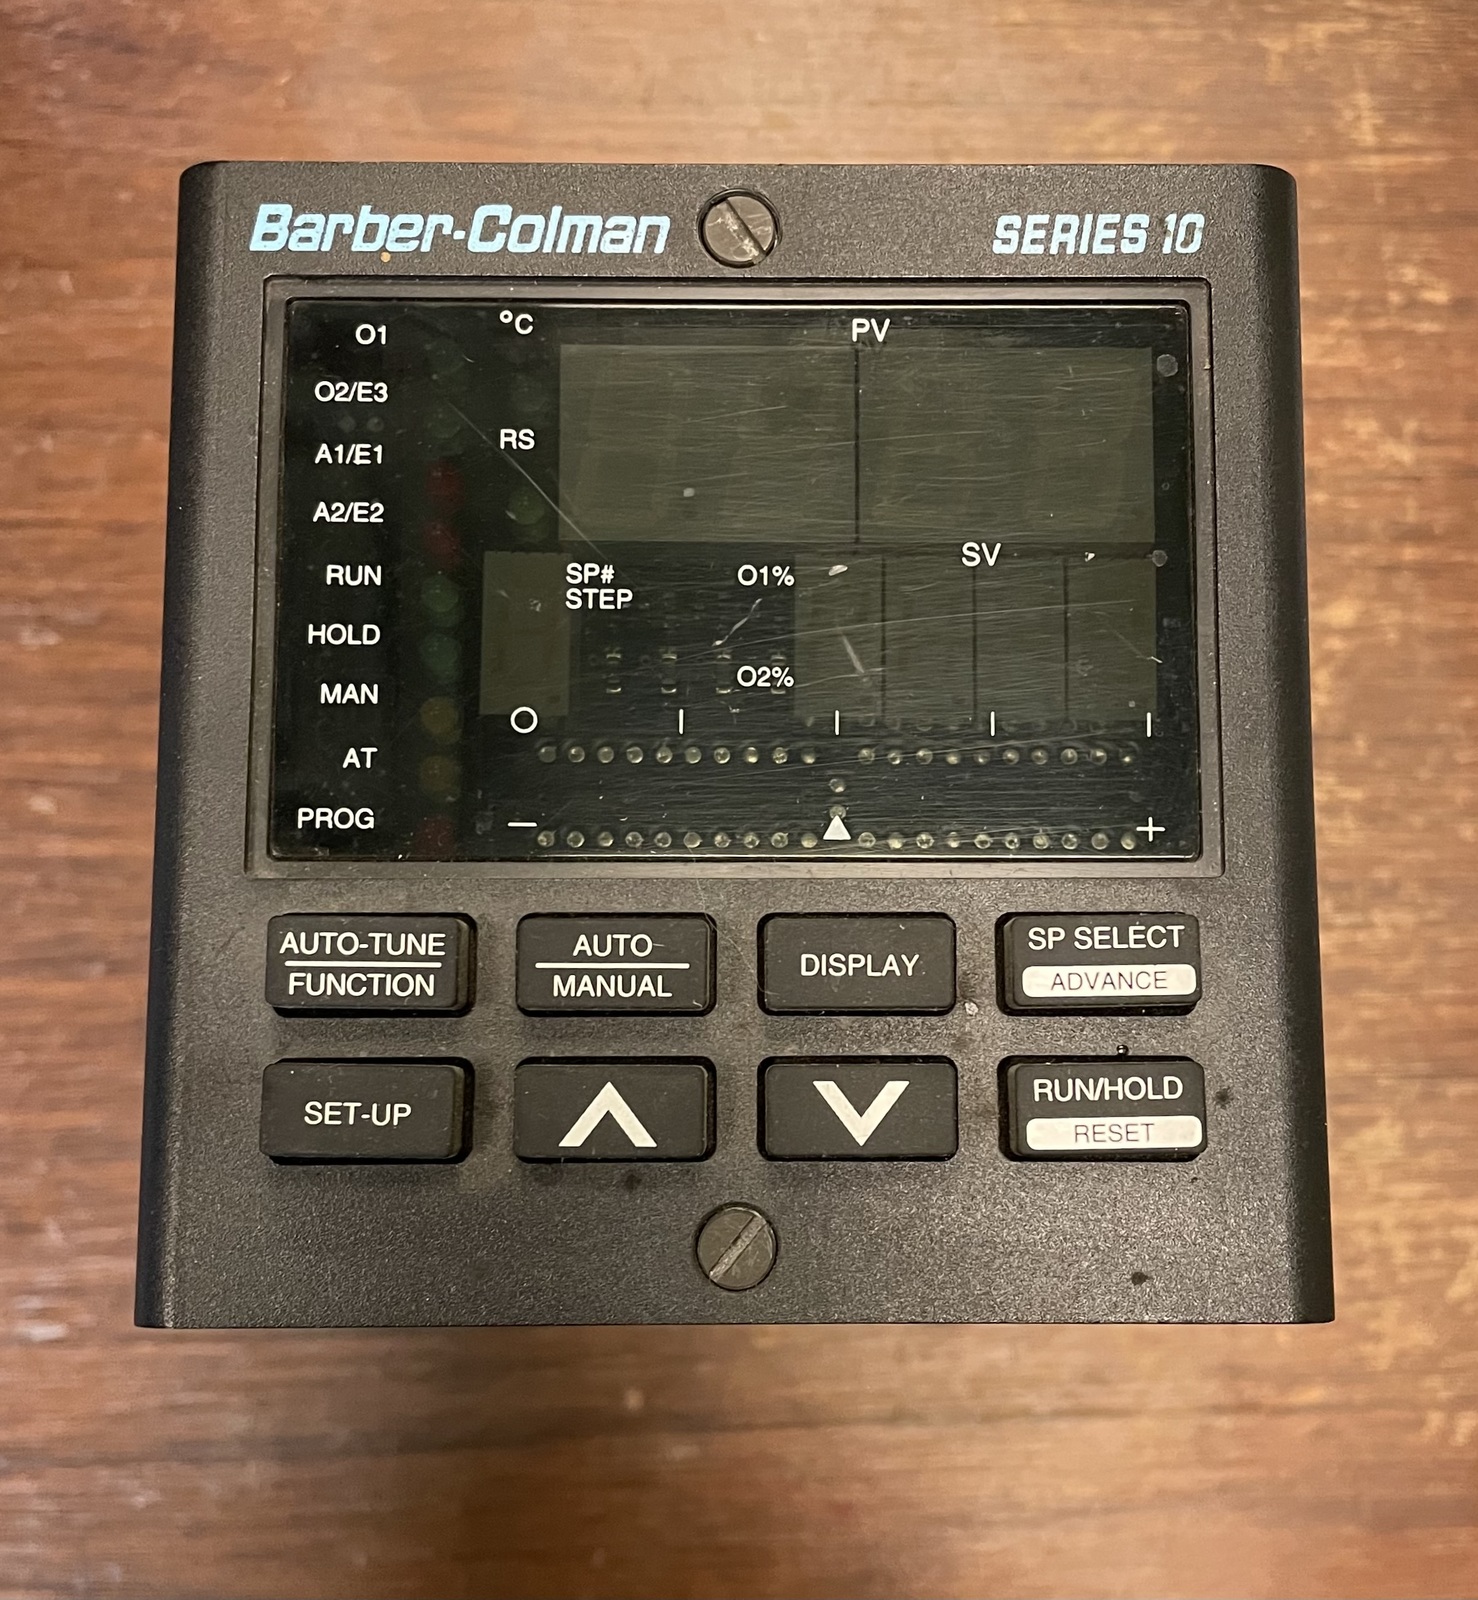 Barber-Colman SERIES 10
O1 °C PV
O2/E3
A1/E1 RS
A2/E2
SV
RUN SP# O1%
STEP
HOLD
O2%
MAN
O
AT
PROG − +
AUTO-TUNE
FUNCTION
AUTO
MANUAL
DISPLAY
SP SELECT
ADVANCE
SET-UP
RUN/HOLD
RESET